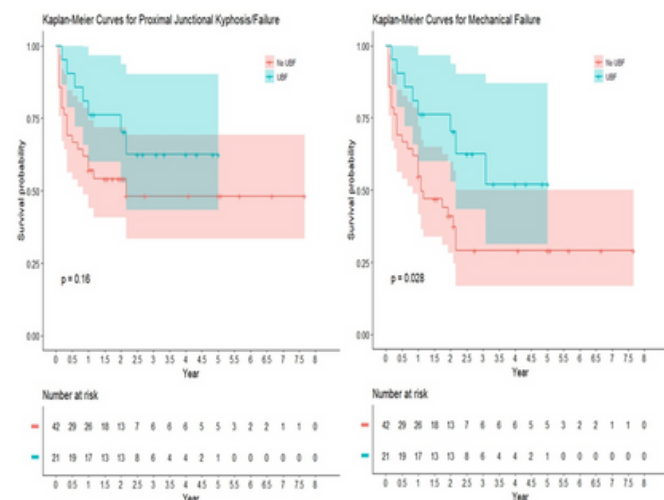 Kaplan-Meier Curves for Proximal Junctional Kyphosis/Failure
No UBF
UBF
1.00
0.75
0.50
0.25
0.00
Survival probability
p = 0.16
0 0.5 1 1.5 2 2.5 3 3.5 4 4.5 5 5.5 6 6.5 7 7.5 8
Year
Number at risk
42 29 26 18 13 7 6 6 6 5 5 3 2 2 1 1 0
21 19 17 13 13 8 6 4 4 2 1 0 0 0 0 0 0
0 0.5 1 1.5 2 2.5 3 3.5 4 4.5 5 5.5 6 6.5 7 7.5 8
Year
Kaplan-Meier Curves for Mechanical Failure
No UBF
UBF
1.00
0.75
0.50
0.25
0.00
Survival probability
p = 0.028
0 0.5 1 1.5 2 2.5 3 3.5 4 4.5 5 5.5 6 6.5 7 7.5 8
Year
Number at risk
42 29 26 18 13 7 6 6 6 5 5 3 2 2 1 1 0
21 19 17 13 13 8 6 4 4 2 1 0 0 0 0 0 0
0 0.5 1 1.5 2 2.5 3 3.5 4 4.5 5 5.5 6 6.5 7 7.5 8
Year